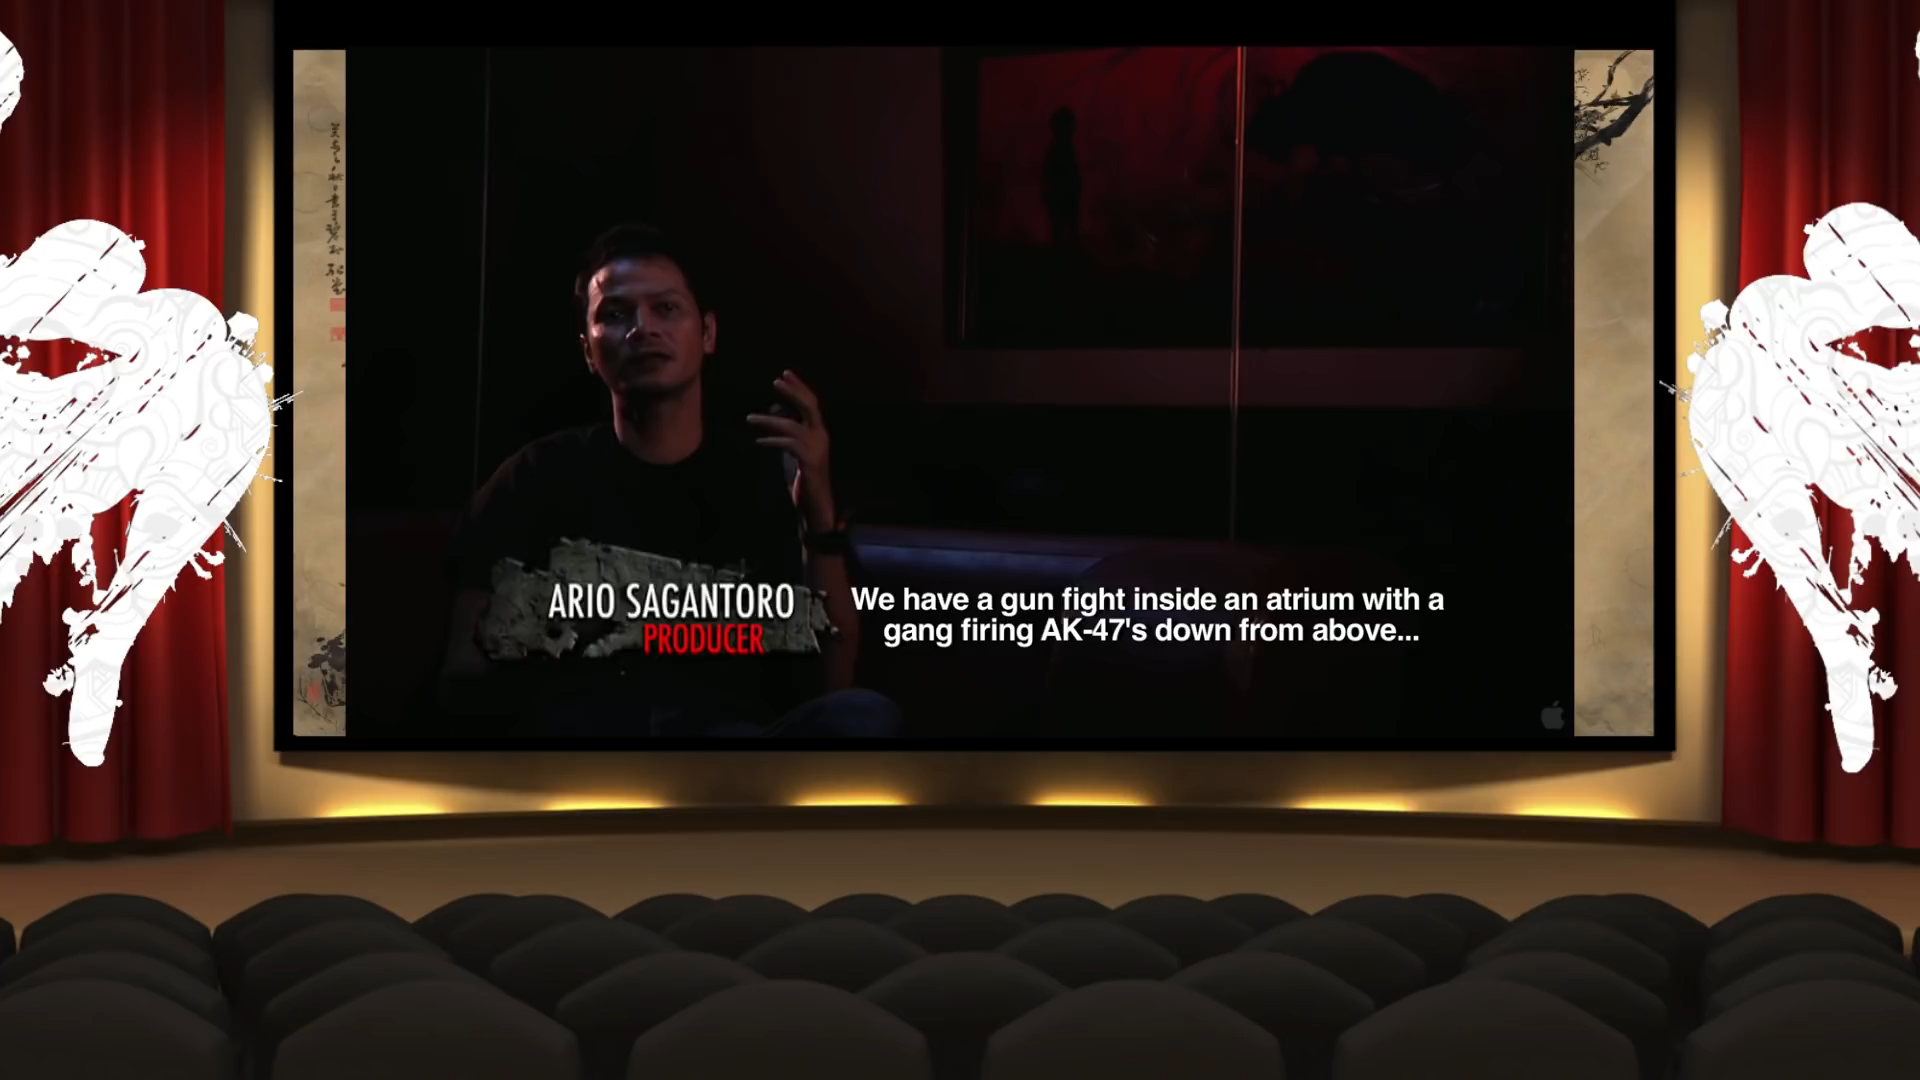 ARIO SAGANTORO
PRODUCER
We have a gun fight inside an atrium with a
gang firing AK-47's down from above...